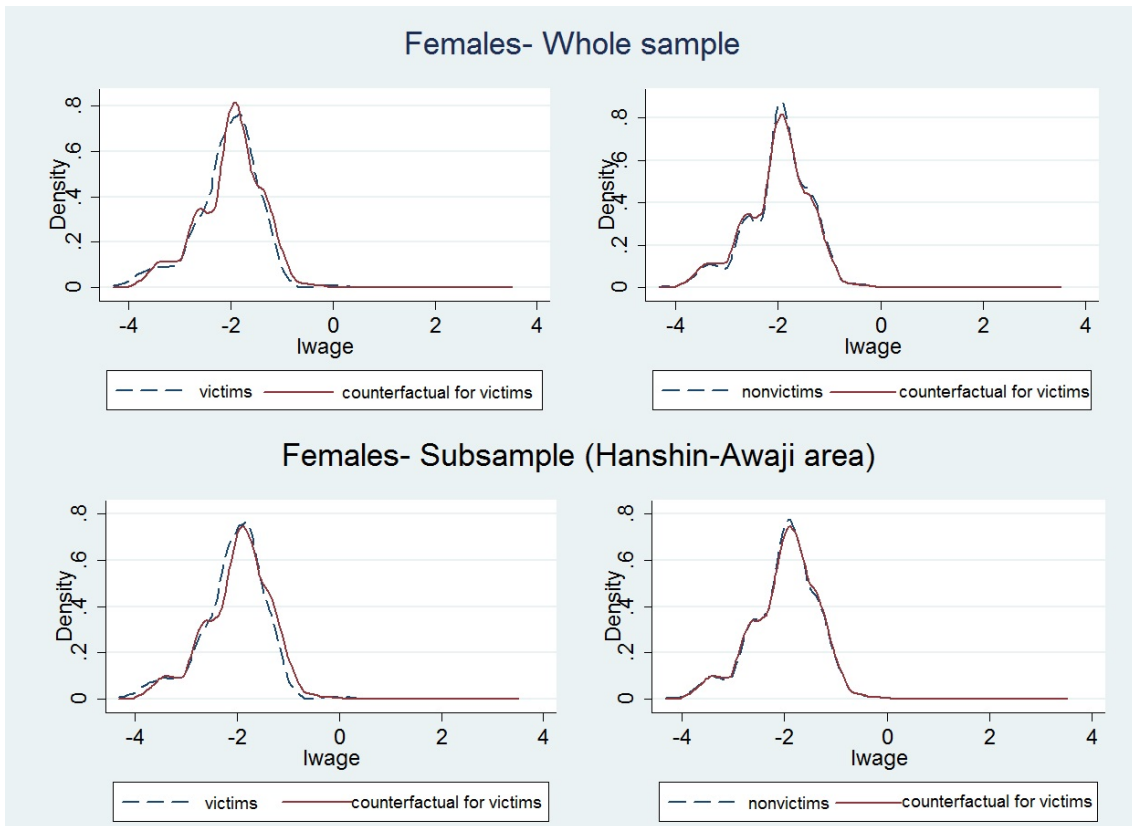 Females- Whole sample
Density
0 .2 .4 .6 .8
-4 -2 0 2 4
lwage
victims counterfactual for victims
Density
0 .2 .4 .6 .8
-4 -2 0 2 4
lwage
nonvictims counterfactual for victims
Females- Subsample (Hanshin-Awaji area)
Density
0 .2 .4 .6 .8
-4 -2 0 2 4
lwage
victims counterfactual for victims
Density
0 .2 .4 .6 .8
-4 -2 0 2 4
lwage
nonvictims counterfactual for victims